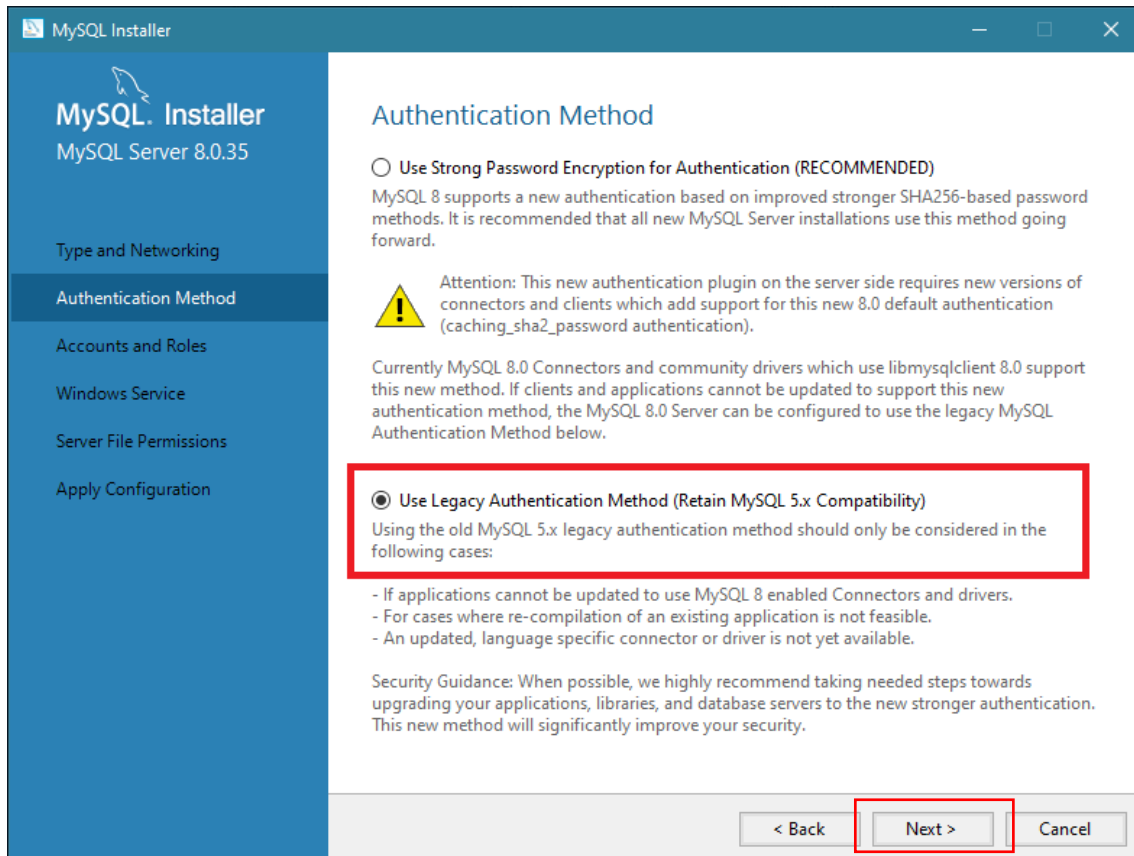 MySQL Installer
MySQL. Installer
MySQL Server 8.0.35
Type and Networking
Authentication Method
Accounts and Roles
Windows Service
Server File Permissions
Apply Configuration
Authentication Method
Use Strong Password Encryption for Authentication (RECOMMENDED)
MySQL 8 supports a new authentication based on improved stronger SHA256-based password
methods. It is recommended that all new MySQL Server installations use this method going
forward.
Attention: This new authentication plugin on the server side requires new versions of
connectors and clients which add support for this new 8.0 default authentication
(caching_sha2_password authentication).
Currently MySQL 8.0 Connectors and community drivers which use libmysqlclient 8.0 support
this new method. If clients and applications cannot be updated to support this new
authentication method, the MySQL 8.0 Server can be configured to use the legacy MySQL
Authentication Method below.
Use Legacy Authentication Method (Retain MySQL 5.x Compatibility)
Using the old MySQL 5.x legacy authentication method should only be considered in the
following cases:
- If applications cannot be updated to use MySQL 8 enabled Connectors and drivers.
- For cases where re-compilation of an existing application is not feasible.
- An updated, language specific connector or driver is not yet available.
Security Guidance: When possible, we highly recommend taking needed steps towards
upgrading your applications, libraries, and database servers to the new stronger authentication.
This new method will significantly improve your security.
< Back
Next >
Cancel